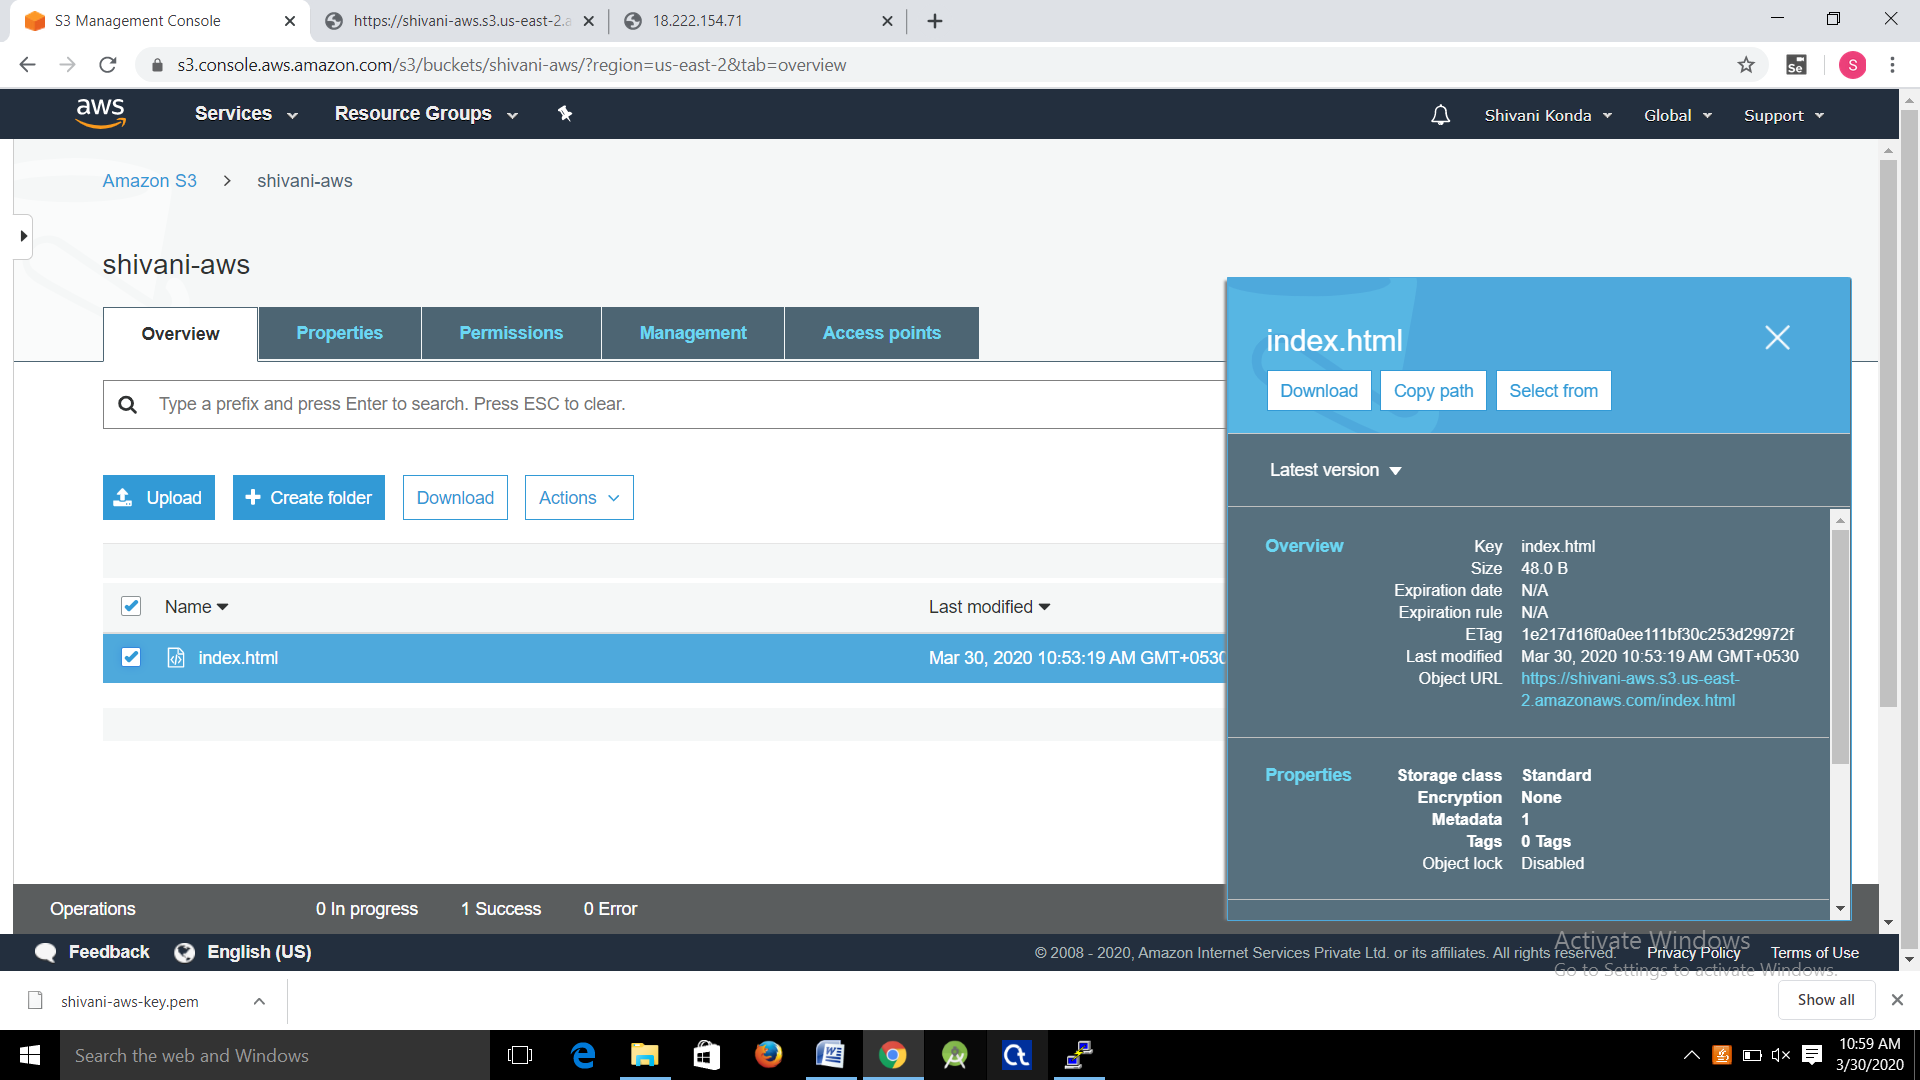 S3 Management Console
https://shivani-aws.s3.us-east-2.a
18.222.154.71
s3.console.aws.amazon.com/s3/buckets/shivani-aws/?region=us-east-2&tab=overview
Se
S
aws
Services
Resource Groups
Shivani Konda
Global
Support
Amazon S3 > shivani-aws
shivani-aws
Overview
Properties
Permissions
Management
Access points
Type a prefix and press Enter to search. Press ESC to clear.
Upload
+ Create folder
Download
Actions
Name
Last modified
index.html
Mar 30, 2020 10:53:19 AM GMT+0530
index.html
Download
Copy path
Select from
Latest version
Overview
Key index.html
Size 48.0 B
Expiration date N/A
Expiration rule N/A
ETag 1e217d16f0a0ee111bf30c253d29972f
Last modified Mar 30, 2020 10:53:19 AM GMT+0530
Object URL https://shivani-aws.s3.us-east-
2.amazonaws.com/index.html
Properties
Storage class Standard
Encryption None
Metadata 1
Tags 0 Tags
Object lock Disabled
Operations
0 In progress
1 Success
0 Error
Feedback
English (US)
© 2008 - 2020, Amazon Internet Services Private Ltd. or its affiliates. All rights reserved.
Privacy Policy
Terms of Use
Activate Windows
Go to Settings to activate Windows.
shivani-aws-key.pem
Show all
Search the web and Windows
10:59 AM
3/30/2020